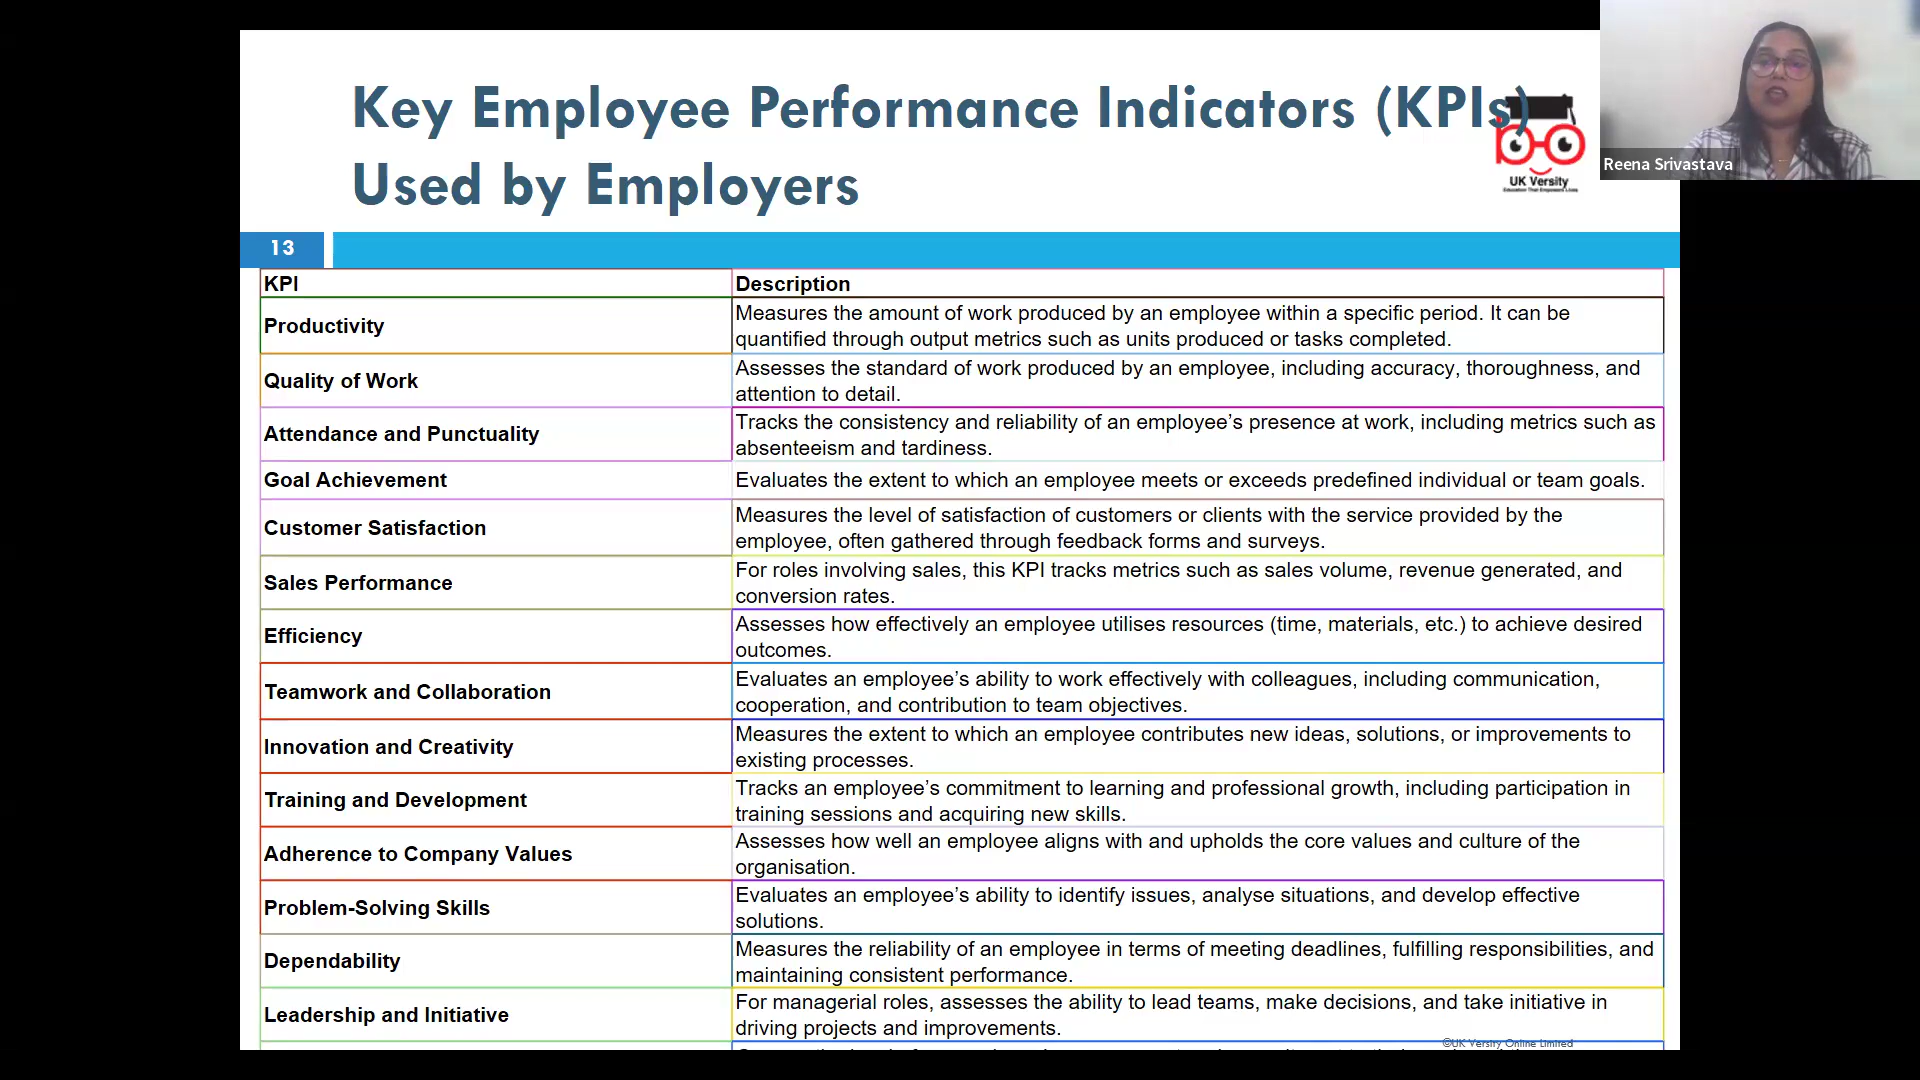 Key Employee Performance Indicators (KPIs)
Used by Employers
UK Versity
Reena Srivastava
13
KPI
Description
Productivity
Measures the amount of work produced by an employee within a specific period. It can be
quantified through output metrics such as units produced or tasks completed.
Quality of Work
Assesses the standard of work produced by an employee, including accuracy, thoroughness, and
attention to detail.
Attendance and Punctuality
Tracks the consistency and reliability of an employee’s presence at work, including metrics such as
absenteeism and tardiness.
Goal Achievement
Evaluates the extent to which an employee meets or exceeds predefined individual or team goals.
Customer Satisfaction
Measures the level of satisfaction of customers or clients with the service provided by the
employee, often gathered through feedback forms and surveys.
Sales Performance
For roles involving sales, this KPI tracks metrics such as sales volume, revenue generated, and
conversion rates.
Efficiency
Assesses how effectively an employee utilises resources (time, materials, etc.) to achieve desired
outcomes.
Teamwork and Collaboration
Evaluates an employee’s ability to work effectively with colleagues, including communication,
cooperation, and contribution to team objectives.
Innovation and Creativity
Measures the extent to which an employee contributes new ideas, solutions, or improvements to
existing processes.
Training and Development
Tracks an employee’s commitment to learning and professional growth, including participation in
training sessions and acquiring new skills.
Adherence to Company Values
Assesses how well an employee aligns with and upholds the core values and culture of the
organisation.
Problem-Solving Skills
Evaluates an employee’s ability to identify issues, analyse situations, and develop effective
solutions.
Dependability
Measures the reliability of an employee in terms of meeting deadlines, fulfilling responsibilities, and
maintaining consistent performance.
Leadership and Initiative
For managerial roles, assesses the ability to lead teams, make decisions, and take initiative in
driving projects and improvements.
©UK Versity Online Limited